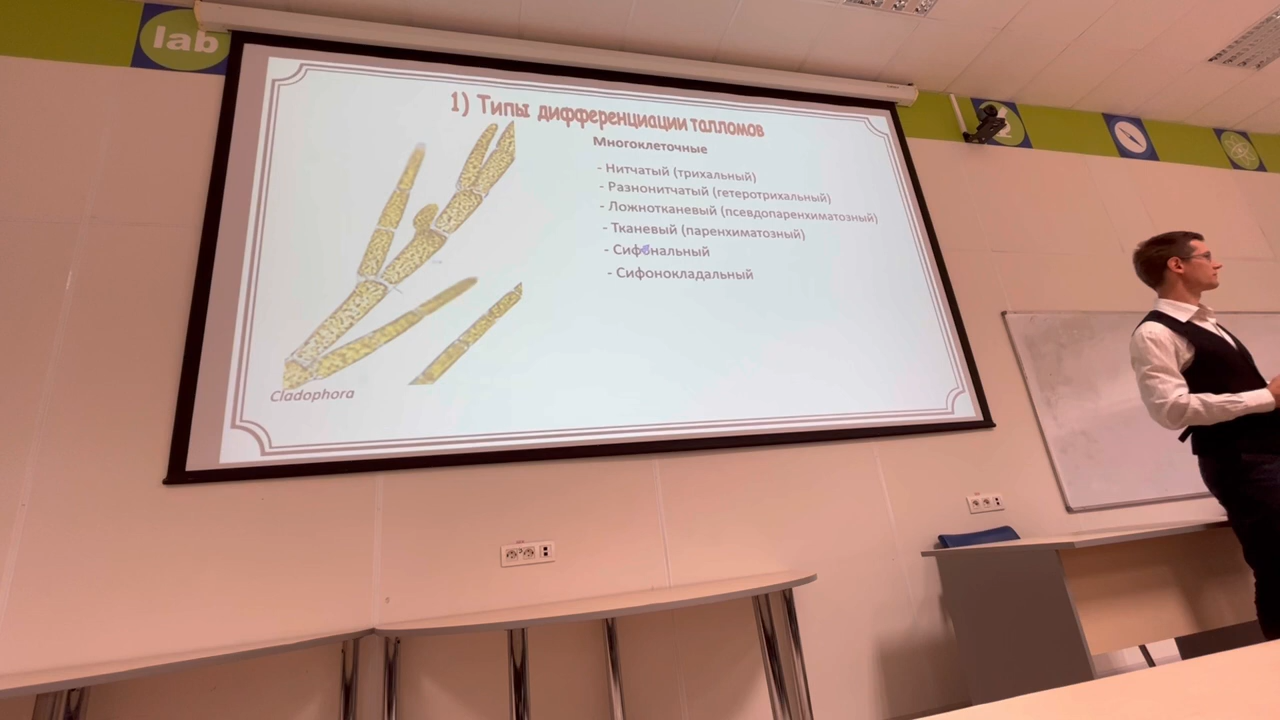 lab
1) Типы дифференциации талломов
Многоклеточные
- Нитчатый (трихальный)
- Разнонитчатый (гетеротрихальный)
- Ложнотканевый (псевдопаренхиматозный)
- Тканевый (паренхиматозный)
- Сифональный
- Сифонокладальный
Cladophora